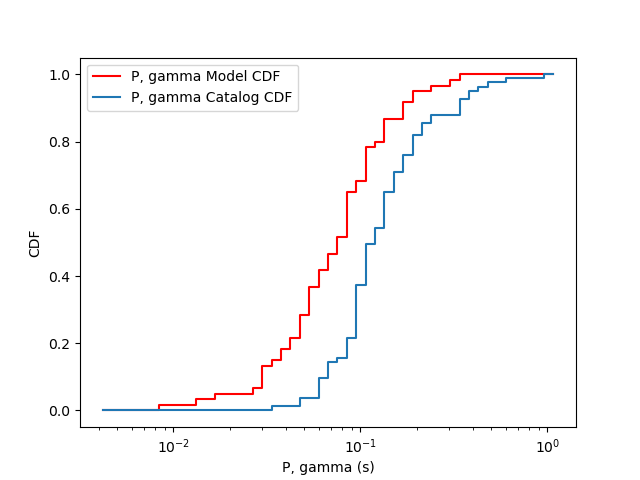 P, gamma Model CDF
P, gamma Catalog CDF
1.0
0.8
0.6
0.4
0.2
0.0
CDF
10⁻² 10⁻¹ 10⁰
P, gamma (s)